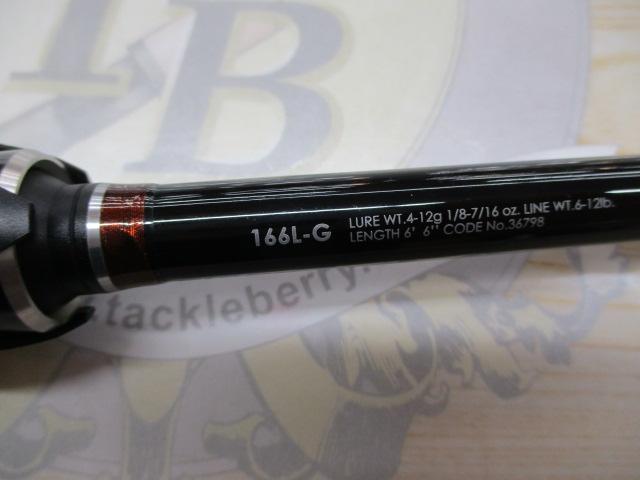 TB
166L-G
LURE WT.4-12g 1/8-7/16 oz. LINE WT.6-12lb.
LENGTH 6' 6" CODE No.36798
tackleberry.